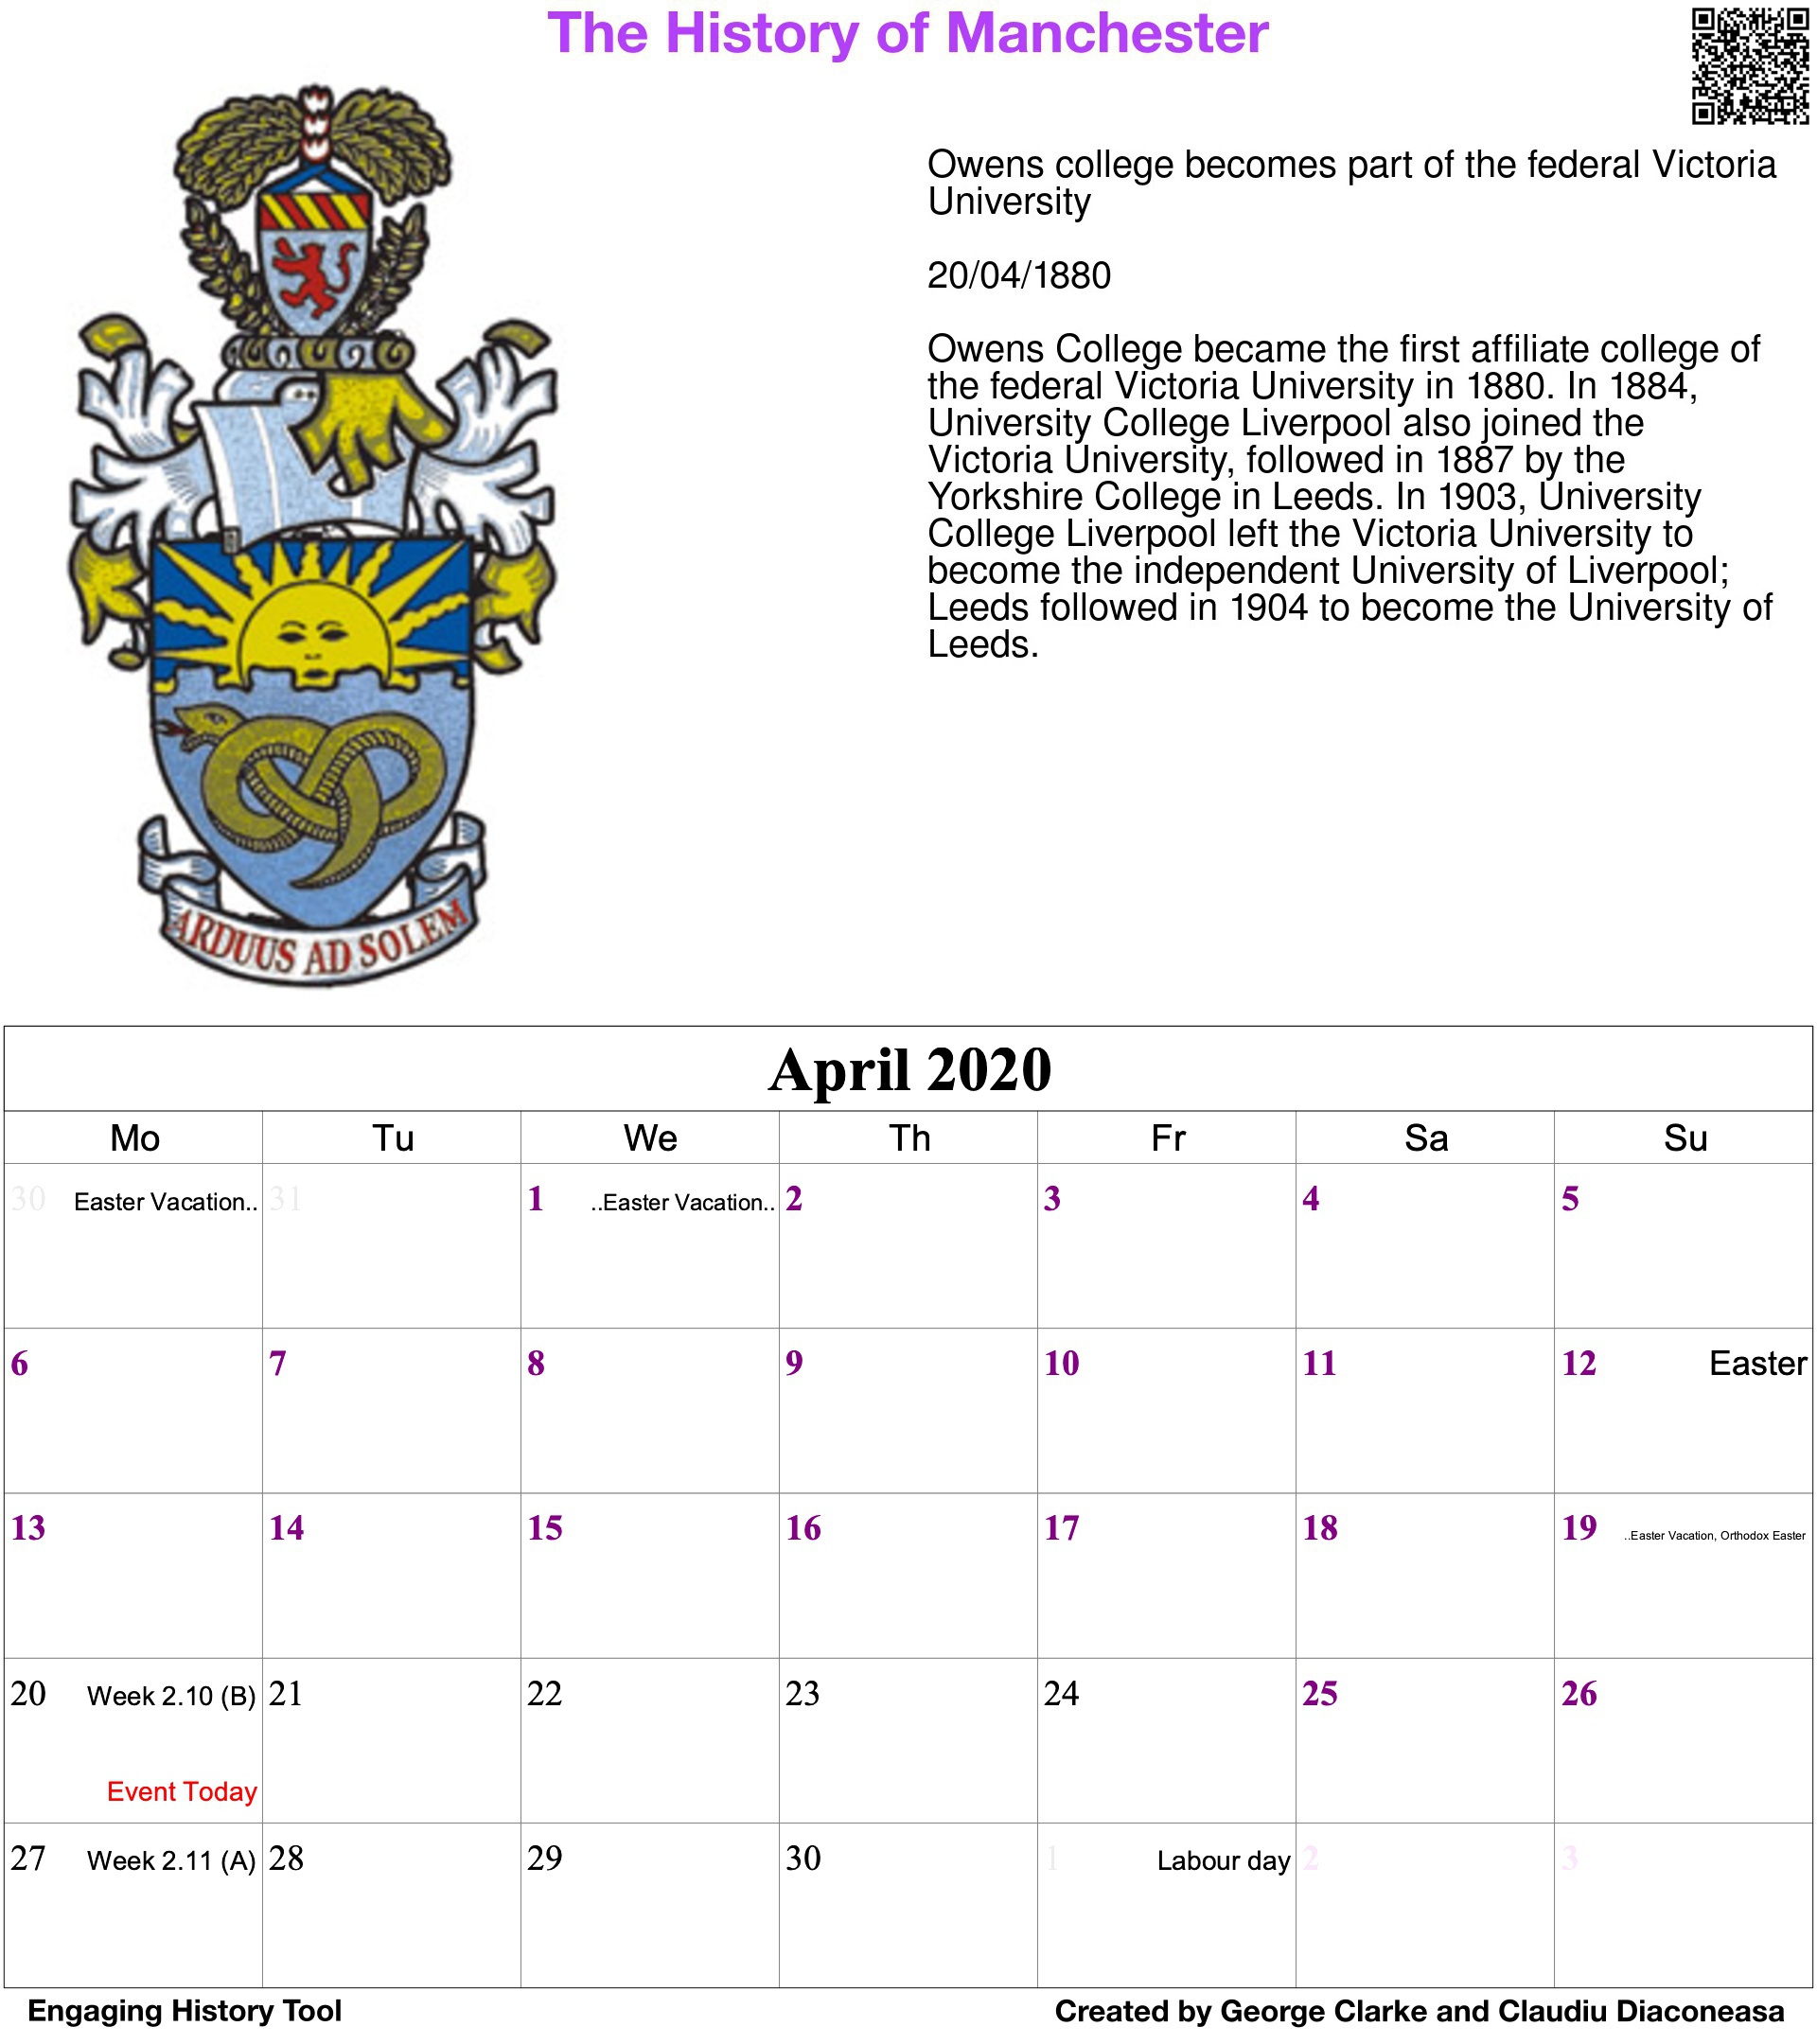 The History of Manchester
Owens college becomes part of the federal Victoria
University
20/04/1880
Owens College became the first affiliate college of
the federal Victoria University in 1880. In 1884,
University College Liverpool also joined the
Victoria University, followed in 1887 by the
Yorkshire College in Leeds. In 1903, University
College Liverpool left the Victoria University to
become the independent University of Liverpool;
Leeds followed in 1904 to become the University of
Leeds.
ARDUUS AD SOLEM
April 2020
Mo Tu We Th Fr Sa Su
30 Easter Vacation.. 31 1 ..Easter Vacation.. 2 3 4 5
6 7 8 9 10 11 12 Easter
13 14 15 16 17 18 19 ..Easter Vacation, Orthodox Easter
20 Week 2.10 (B) 21 22 23 24 25 26
Event Today
27 Week 2.11 (A) 28 29 30 1 Labour day 2 3
Engaging History Tool Created by George Clarke and Claudiu Diaconeasa